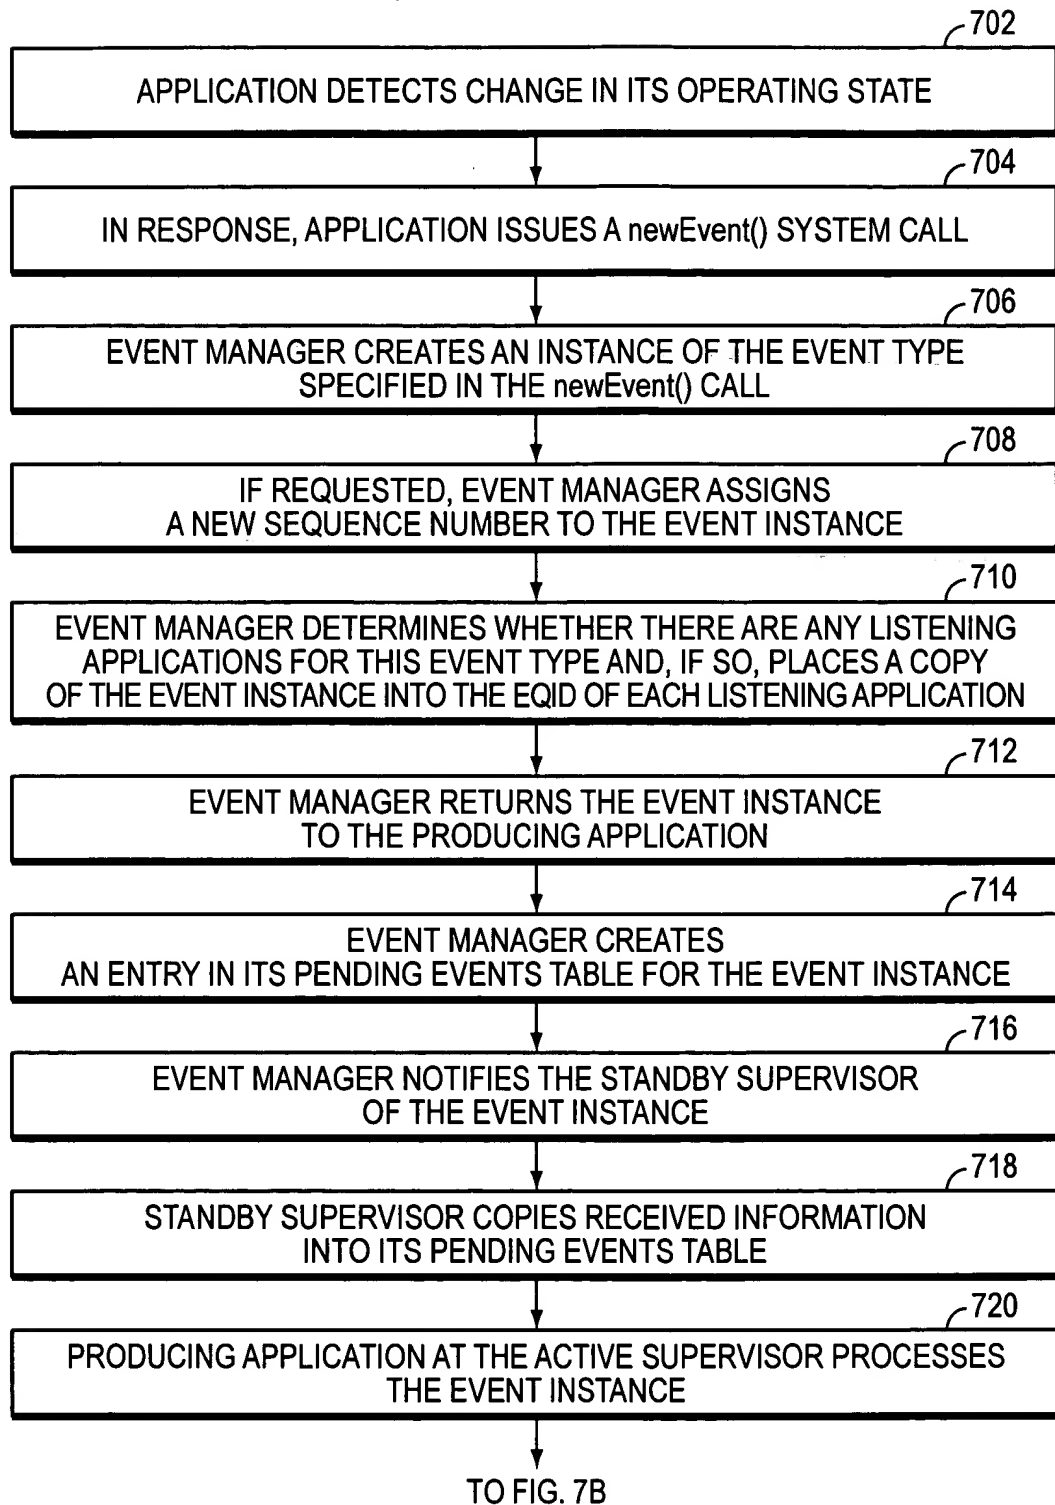 702
APPLICATION DETECTS CHANGE IN ITS OPERATING STATE
704
IN RESPONSE, APPLICATION ISSUES A newEvent() SYSTEM CALL
706
EVENT MANAGER CREATES AN INSTANCE OF THE EVENT TYPE
SPECIFIED IN THE newEvent() CALL
708
IF REQUESTED, EVENT MANAGER ASSIGNS
A NEW SEQUENCE NUMBER TO THE EVENT INSTANCE
710
EVENT MANAGER DETERMINES WHETHER THERE ARE ANY LISTENING
APPLICATIONS FOR THIS EVENT TYPE AND, IF SO, PLACES A COPY
OF THE EVENT INSTANCE INTO THE EQID OF EACH LISTENING APPLICATION
712
EVENT MANAGER RETURNS THE EVENT INSTANCE
TO THE PRODUCING APPLICATION
714
EVENT MANAGER CREATES
AN ENTRY IN ITS PENDING EVENTS TABLE FOR THE EVENT INSTANCE
716
EVENT MANAGER NOTIFIES THE STANDBY SUPERVISOR
OF THE EVENT INSTANCE
718
STANDBY SUPERVISOR COPIES RECEIVED INFORMATION
INTO ITS PENDING EVENTS TABLE
720
PRODUCING APPLICATION AT THE ACTIVE SUPERVISOR PROCESSES
THE EVENT INSTANCE
TO FIG. 7B